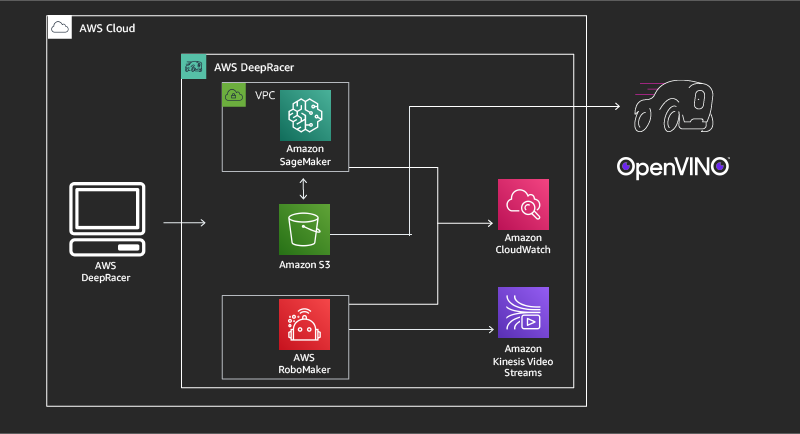 AWS Cloud
AWS DeepRacer
VPC
Amazon
SageMaker
OpenVINO
AWS
DeepRacer
Amazon S3
Amazon
CloudWatch
AWS
RoboMaker
Amazon
Kinesis Video
Streams